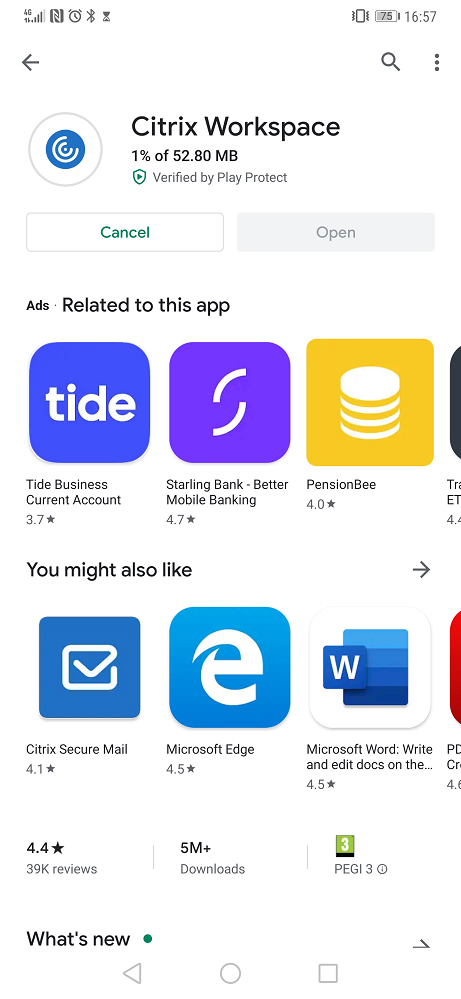 4G 75 16:57
Citrix Workspace
1% of 52.80 MB
Verified by Play Protect
Cancel Open
Ads · Related to this app
tide
Tide Business
Current Account
3.7★
Starling Bank - Better
Mobile Banking
4.7★
PensionBee
4.0★
Tra
ET
4.4
You might also like
W
Citrix Secure Mail
4.1★
Microsoft Edge
4.5★
Microsoft Word: Write
and edit docs on the...
4.5★
PD
Cre
4.6
4.4★
39K reviews
5M+
Downloads
3
PEGI 3
What's new